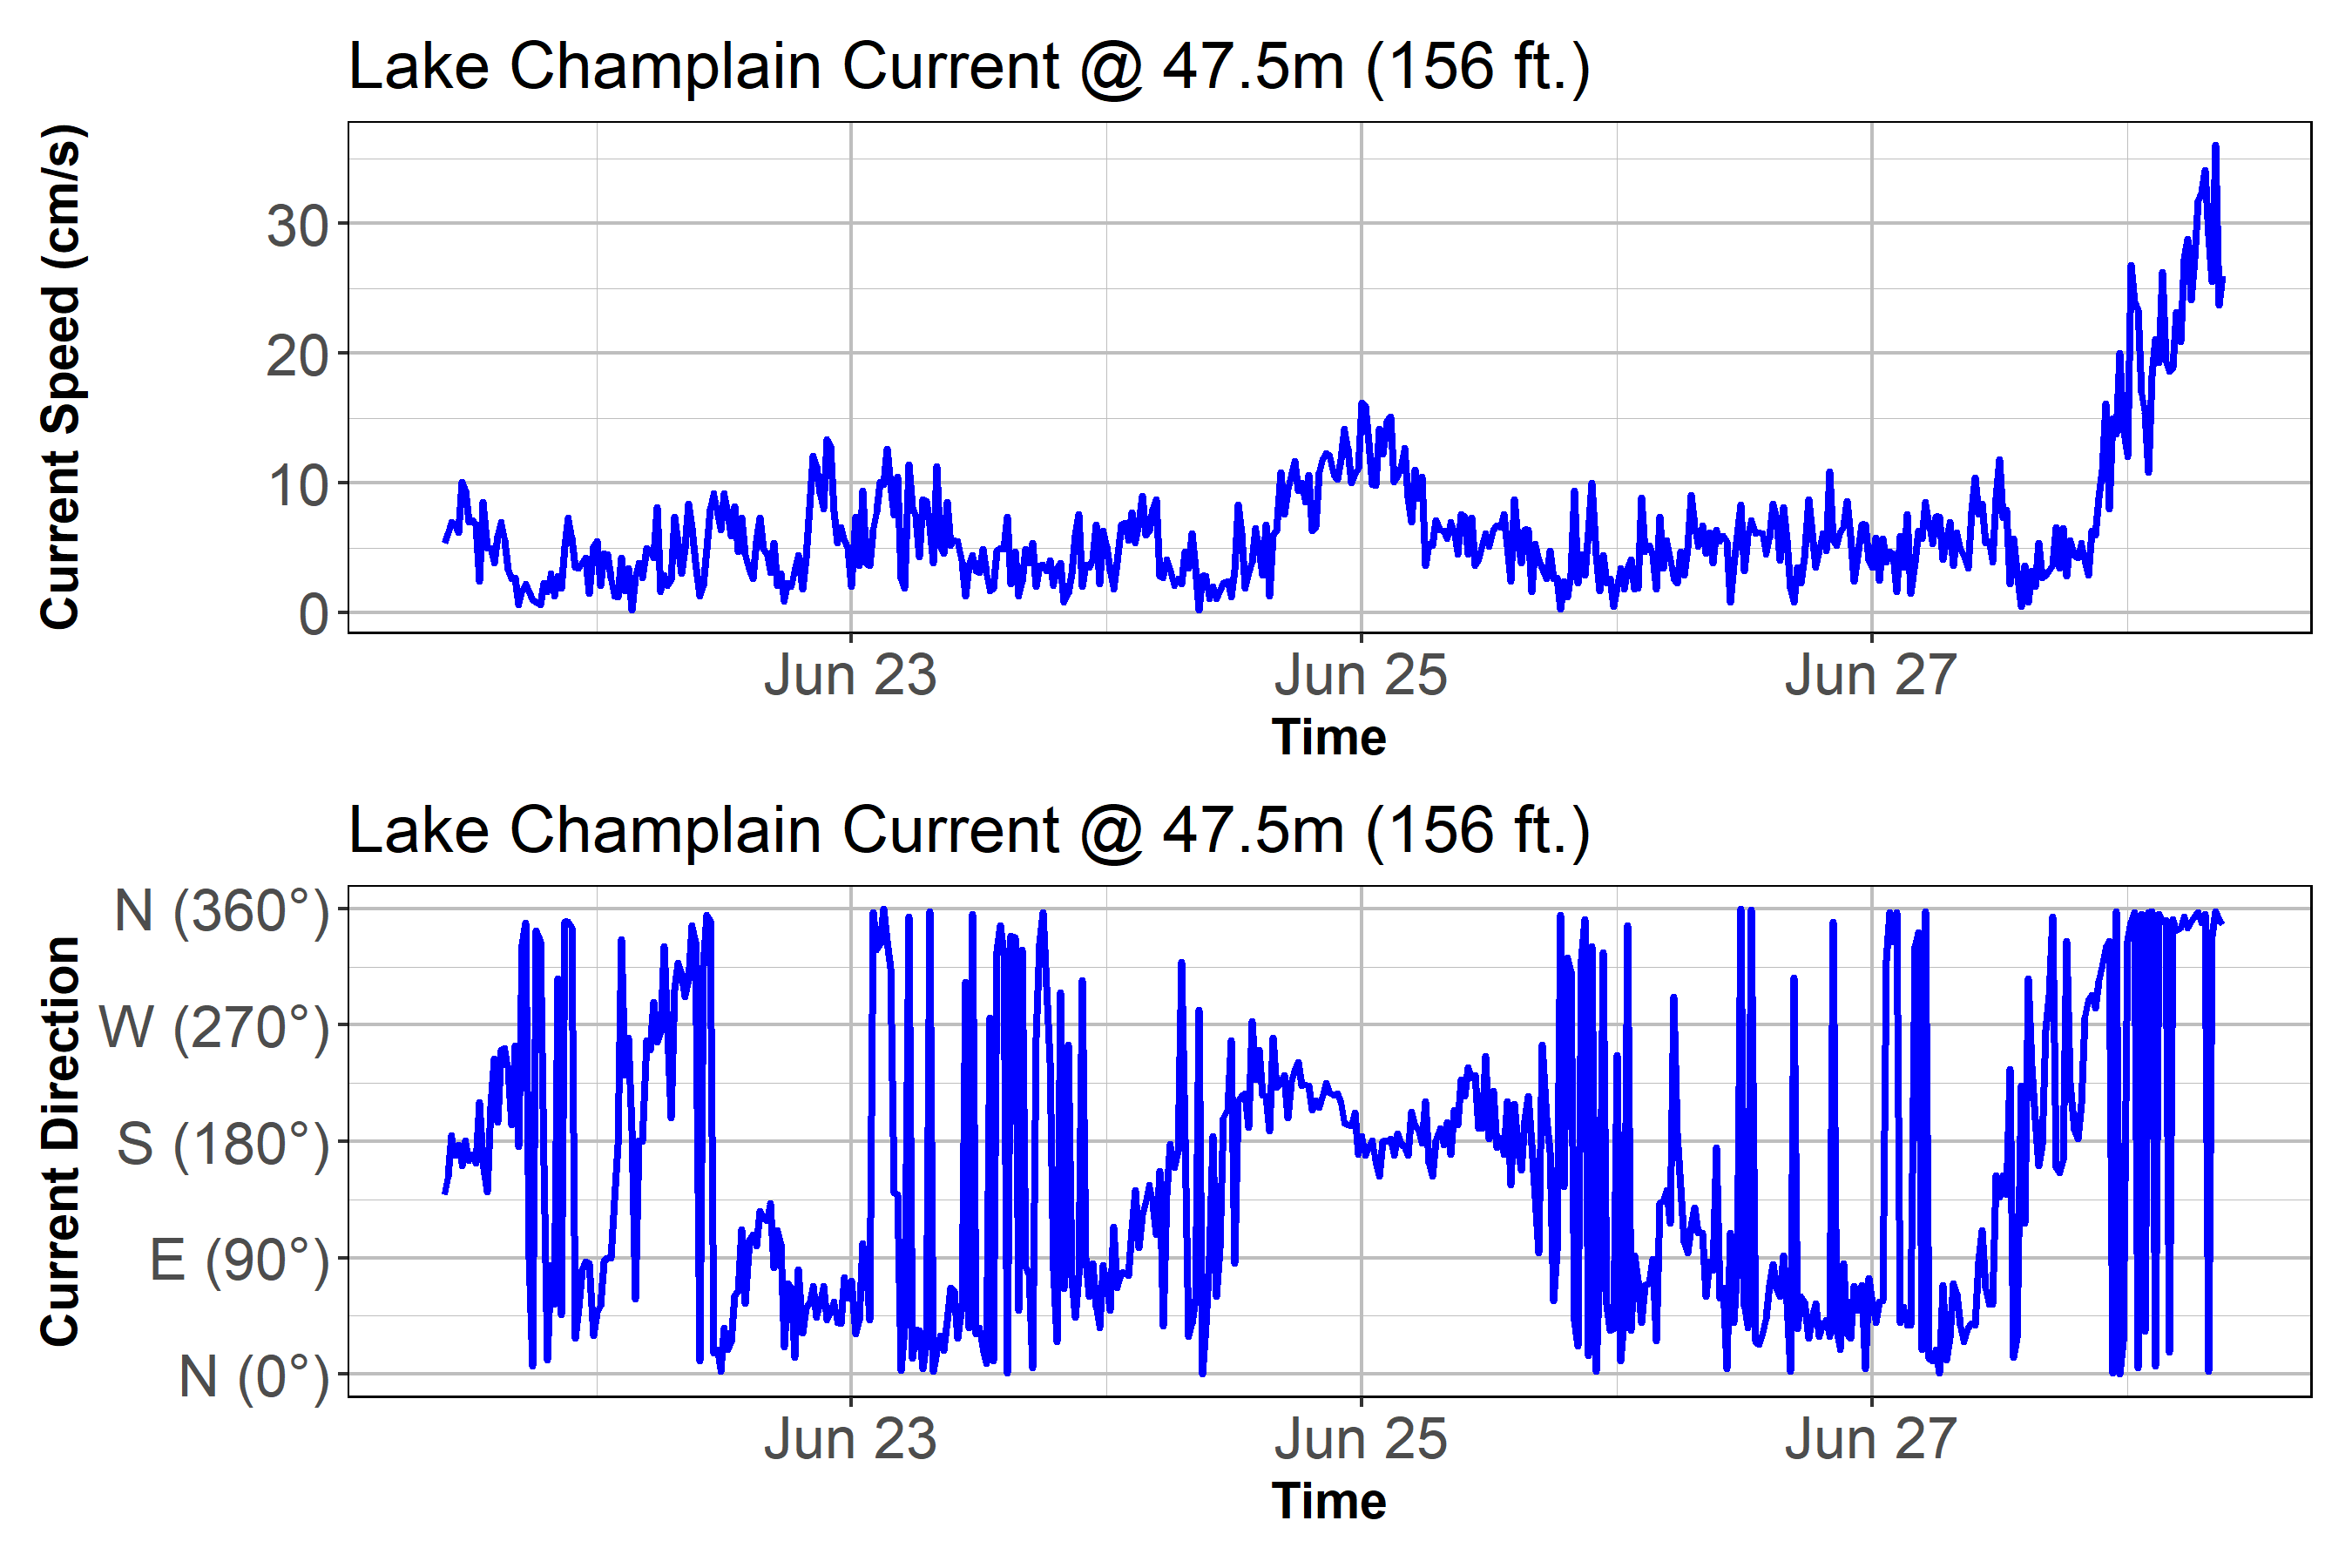 Lake Champlain Current @ 47.5m (156 ft.)
Current Speed (cm/s)
30
20
10
0
Jun 23 Jun 25 Jun 27
Time
Lake Champlain Current @ 47.5m (156 ft.)
Current Direction
N (360°)
W (270°)
S (180°)
E (90°)
N (0°)
Jun 23 Jun 25 Jun 27
Time